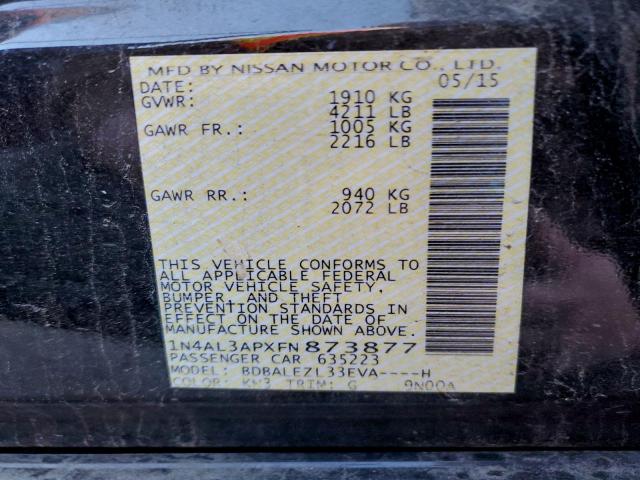 MFD BY NISSAN MOTOR CO., LTD.
DATE: 05/15
GVWR: 1910 KG
4211 LB
GAWR FR.: 1005 KG
2216 LB
GAWR RR.: 940 KG
2072 LB
THIS VEHICLE CONFORMS TO
ALL APPLICABLE FEDERAL
MOTOR VEHICLE SAFETY,
BUMPER, AND THEFT
PREVENTION STANDARDS IN
EFFECT ON THE DATE OF
MANUFACTURE SHOWN ABOVE.
1N4AL3APXFN873877
PASSENGER CAR 635223
MODEL: BDBALEZL33EVA----H
COLOR: KH3 TRIM: G 9N00A